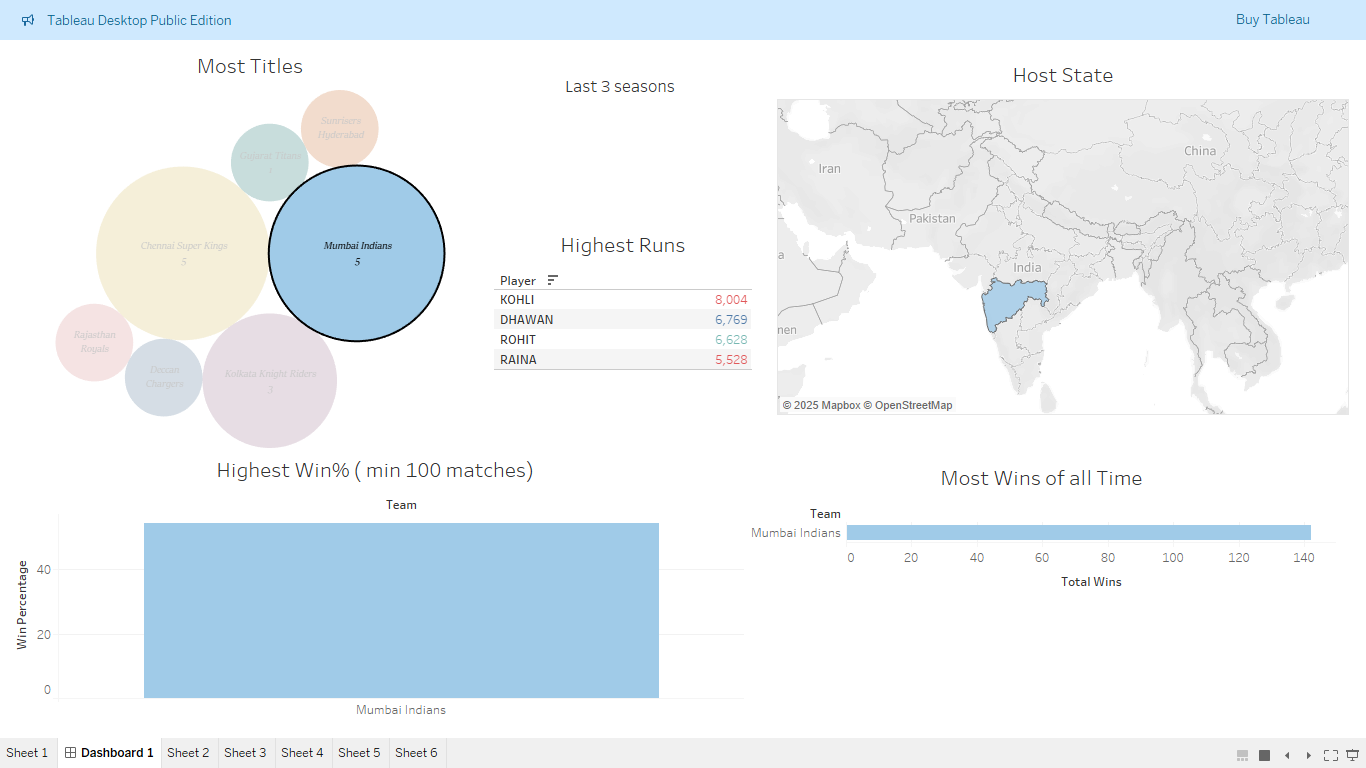 Tableau Desktop Public Edition
Buy Tableau
Most Titles
Sunrisers
Hyderabad
Gujarat Titans
1
Chennai Super Kings
5
Mumbai Indians
5
Rajasthan
Royals
Deccan
Chargers
Kolkata Knight Riders
3
Last 3 seasons
Highest Runs
Player
KOHLI 8,004
DHAWAN 6,769
ROHIT 6,628
RAINA 5,528
Host State
Iran
China
Pakistan
India
a
nen
© 2025 Mapbox © OpenStreetMap
Highest Win% ( min 100 matches)
Team
Win Percentage
40
20
0
Mumbai Indians
Most Wins of all Time
Team
Mumbai Indians
0 20 40 60 80 100 120 140
Total Wins
Sheet 1 Dashboard 1 Sheet 2 Sheet 3 Sheet 4 Sheet 5 Sheet 6